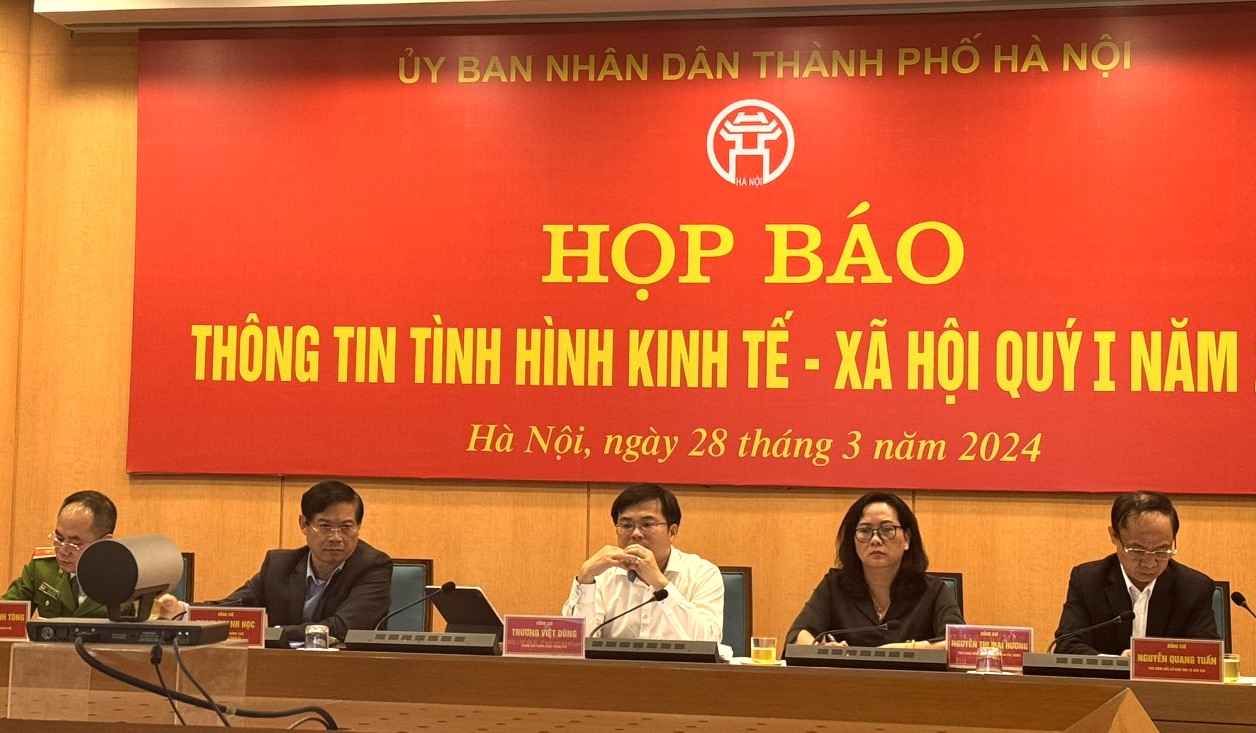 ỦY BAN NHÂN DÂN THÀNH PHỐ HÀ NỘI
HÀ NỘI
HỌP BÁO
THÔNG TIN TÌNH HÌNH KINH TẾ - XÃ HỘI QUÝ I NĂM
Hà Nội, ngày 28 tháng 3 năm 2024
TÙNG
HỌC
ĐỒNG CHÍ
TRƯƠNG VIỆT DŨNG
ĐỒNG CHÍ
NGUYỄN THỊ MAI HƯƠNG
ĐỒNG CHÍ
NGUYỄN QUANG TUẤN